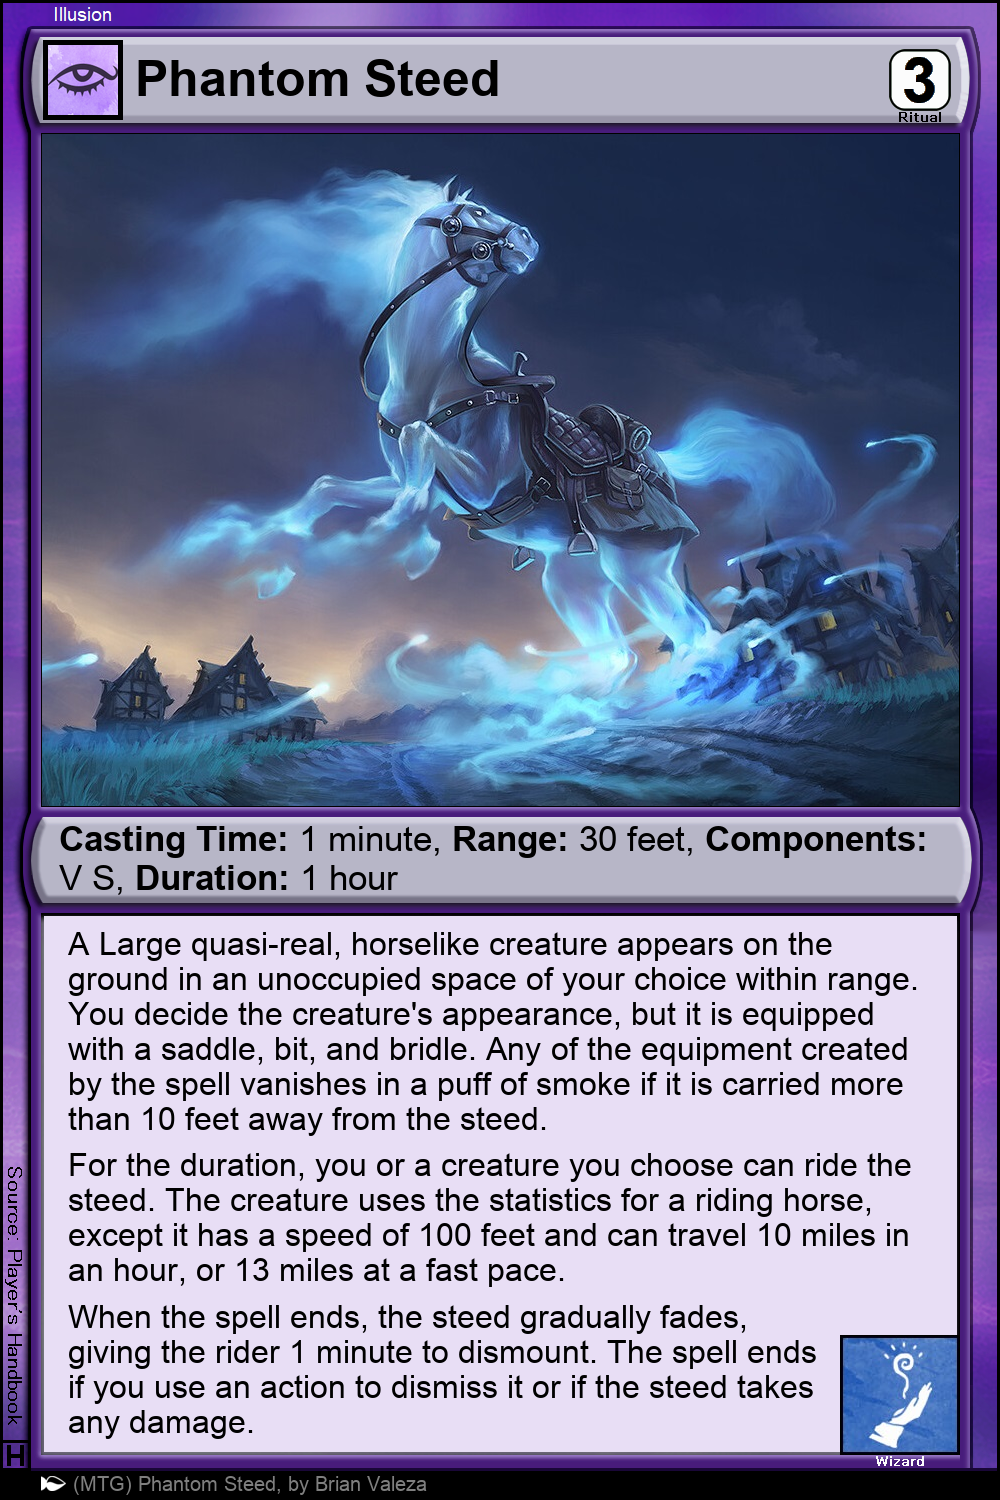 Illusion
Phantom Steed
3
Ritual
Casting Time: 1 minute, Range: 30 feet, Components:
V S, Duration: 1 hour
A Large quasi-real, horselike creature appears on the
ground in an unoccupied space of your choice within range.
You decide the creature's appearance, but it is equipped
with a saddle, bit, and bridle. Any of the equipment created
by the spell vanishes in a puff of smoke if it is carried more
than 10 feet away from the steed.
For the duration, you or a creature you choose can ride the
steed. The creature uses the statistics for a riding horse,
except it has a speed of 100 feet and can travel 10 miles in
an hour, or 13 miles at a fast pace.
When the spell ends, the steed gradually fades,
giving the rider 1 minute to dismount. The spell ends
if you use an action to dismiss it or if the steed takes
any damage.
Wizard
Source: Player's Handbook
H
(MTG) Phantom Steed, by Brian Valeza